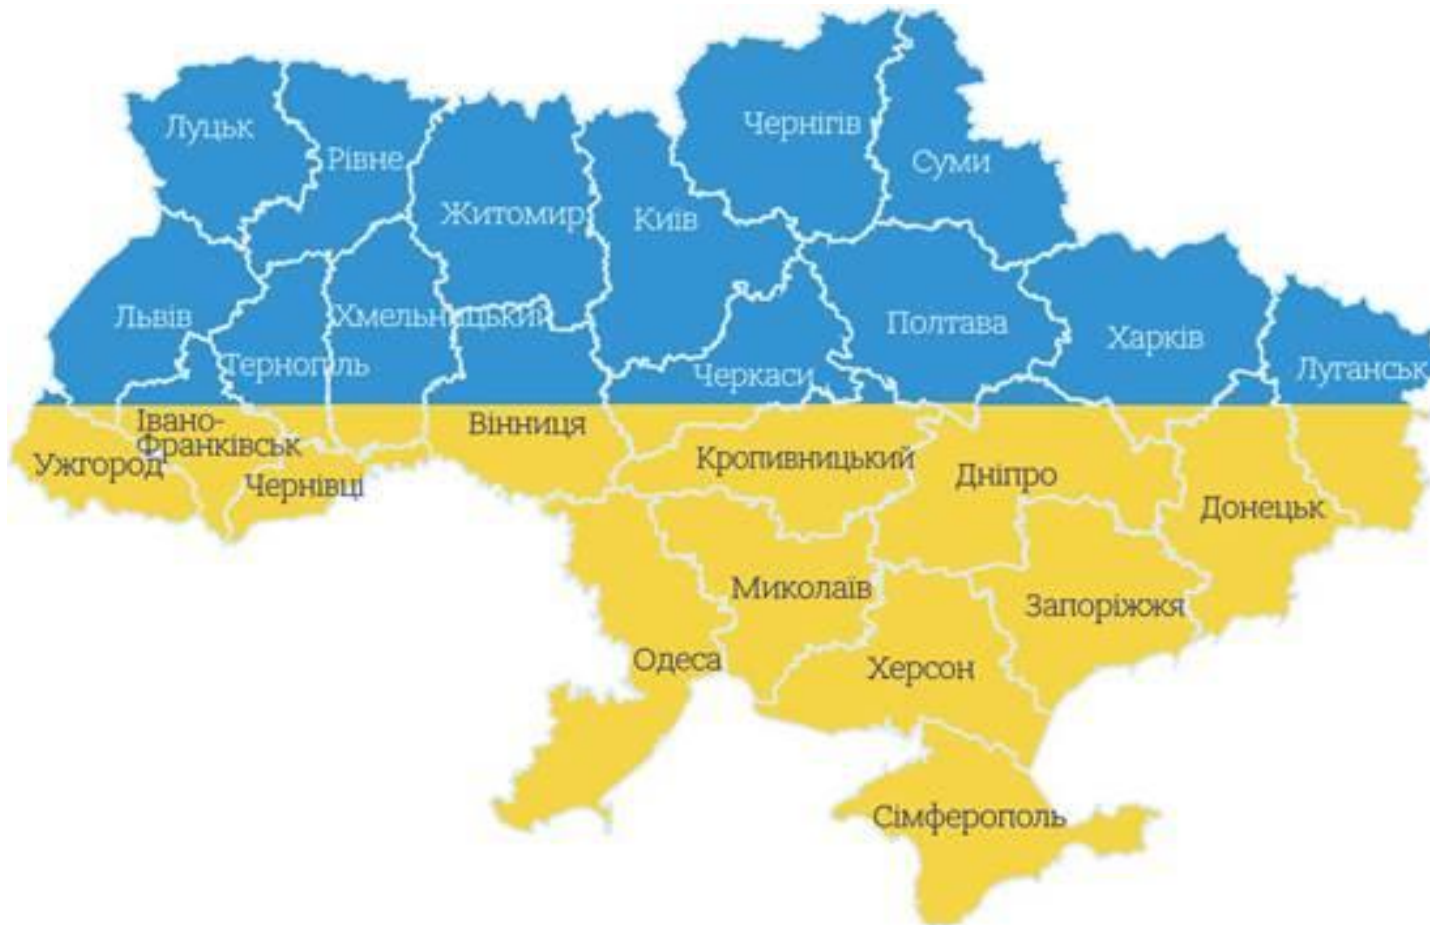 Луцьк
Рівне
Чернігів
Суми
Житомир
Київ
Львів
Хмельницький
Полтава
Харків
Тернопіль
Черкаси
Луганськ
Івано-
Франківськ
Вінниця
Ужгород
Чернівці
Кропивницький
Дніпро
Донецьк
Миколаїв
Запоріжжя
Одеса
Херсон
Сімферополь